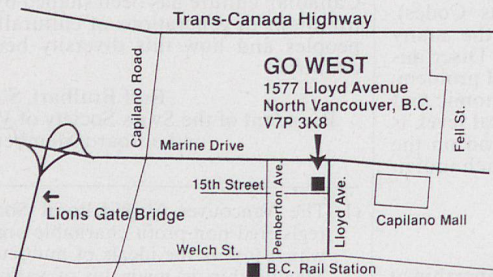 Trans-Canada Highway
GO WEST
1577 Lloyd Avenue
North Vancouver, B.C.
V7P 3K8
Capilano Road
Fell St.
Marine Drive
15th Street
Pemberton Ave.
Lloyd Ave.
Capilano Mall
Lions Gate/Bridge
Welch St.
B.C. Rail Station